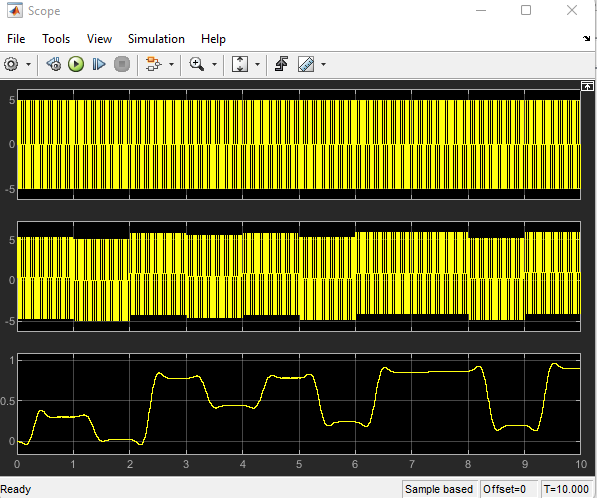 Scope
File Tools View Simulation Help
5
0
-5
5
0
-5
1
0.5
0
0 1 2 3 4 5 6 7 8 9 10
Ready Sample based Offset=0 T=10.000